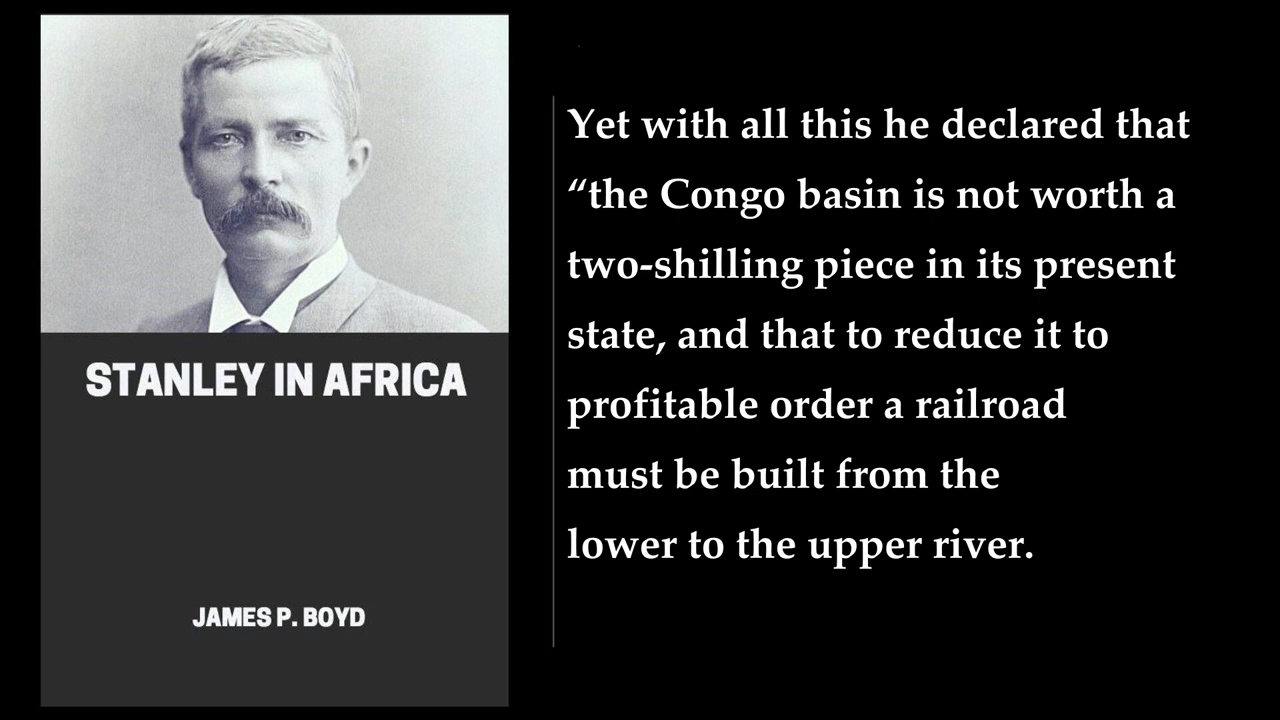 STANLEY IN AFRICA
JAMES P. BOYD
Yet with all this he declared that
“the Congo basin is not worth a
two-shilling piece in its present
state, and that to reduce it to
profitable order a railroad
must be built from the
lower to the upper river.